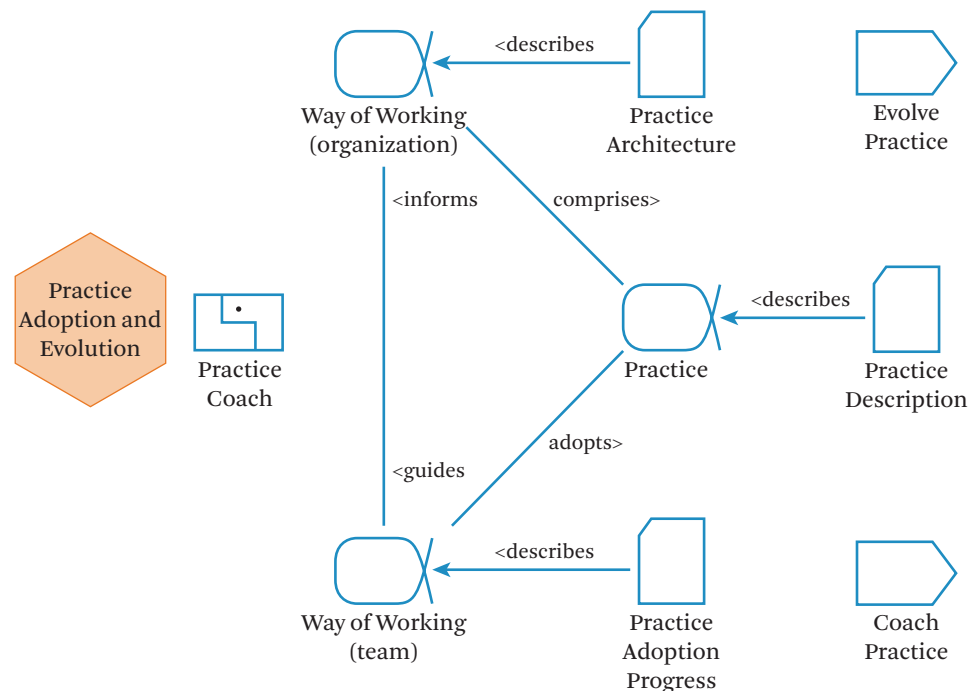 <describes
Way of Working
(organization)
Practice
Architecture
Evolve
Practice
<informs
comprises>
Practice
Adoption and
Evolution
Practice
Coach
<describes
Practice
Practice
Description
adopts>
<guides
<describes
Way of Working
(team)
Practice
Adoption
Progress
Coach
Practice